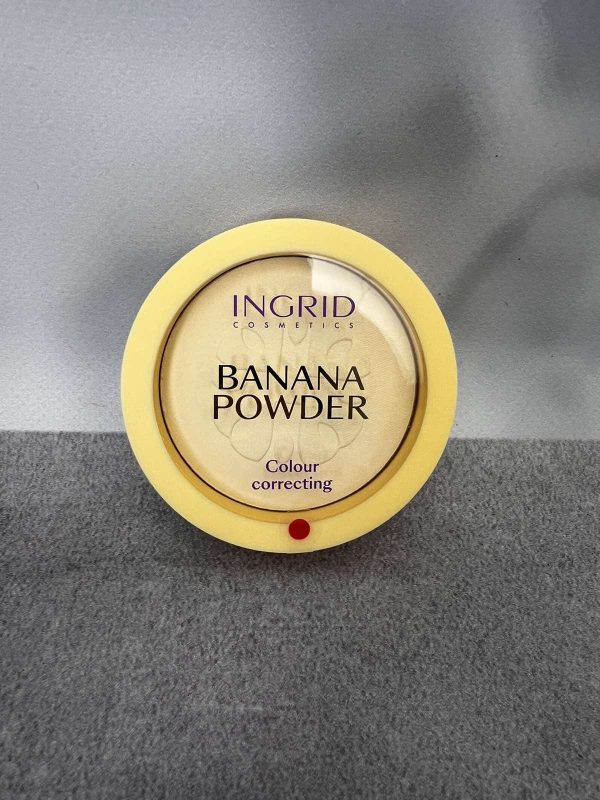 INGRID
COSMETICS
BANANA
POWDER
Colour
correcting